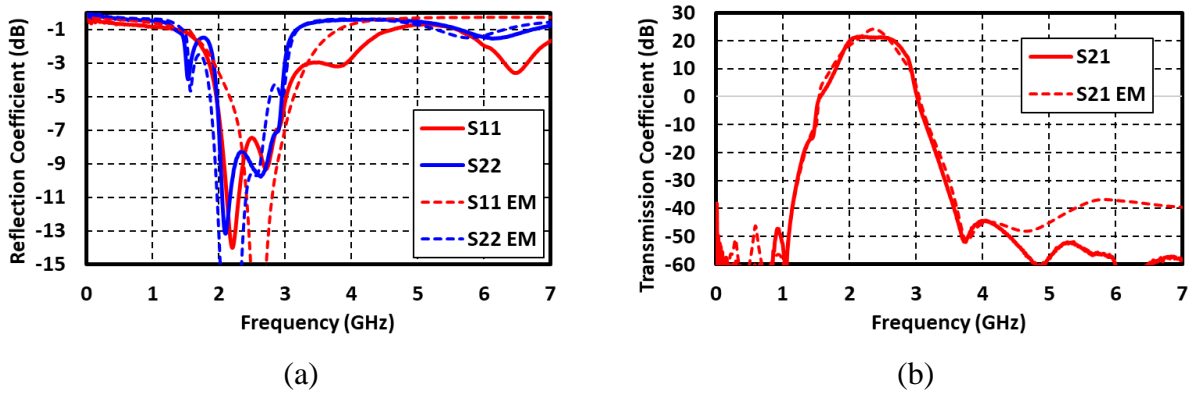 Reflection Coefficient (dB)
-1
-3
-5
-7
-9
-11
-13
-15
0 1 2 3 4 5 6 7
Frequency (GHz)
S11
S22
S11 EM
S22 EM
(a)
Transmission Coefficient (dB)
30
20
10
0
-10
-20
-30
-40
-50
-60
0 1 2 3 4 5 6 7
Frequency (GHz)
S21
S21 EM
(b)